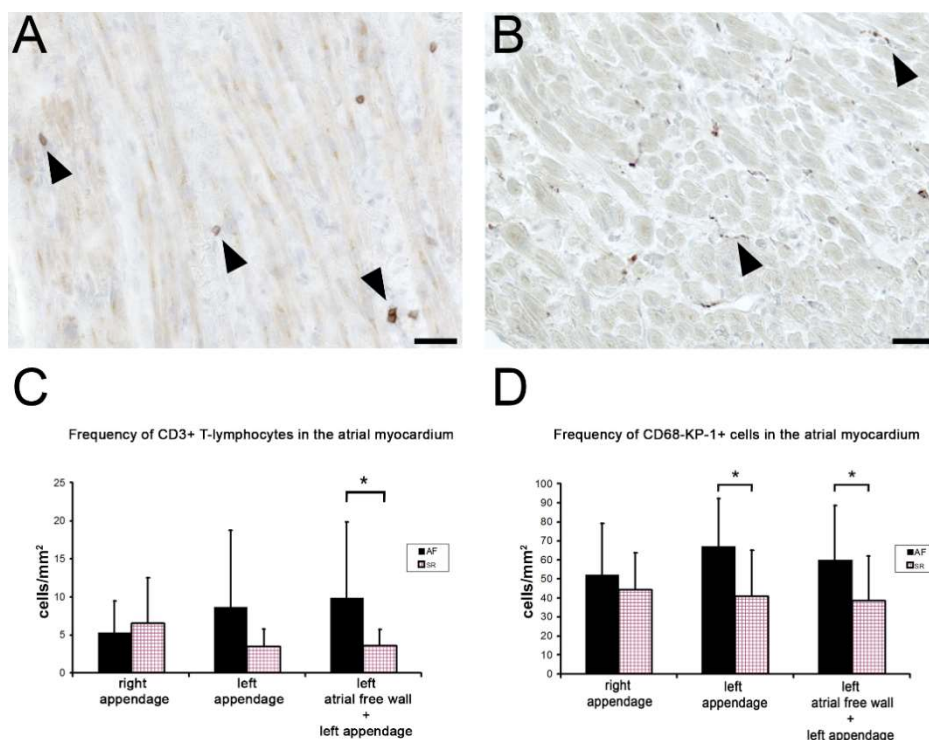 A
B
C
Frequency of CD3+ T-lymphocytes in the atrial myocardium
25
20
15
10
5
0
cells/mm²
*
AF
SR
right
appendage
left
appendage
left
atrial free wall
+
left appendage
D
Frequency of CD68-KP-1+ cells in the atrial myocardium
100
90
80
70
60
50
40
30
20
10
0
cells/mm²
*
*
AF
SR
right
appendage
left
appendage
left
atrial free wall
+
left appendage